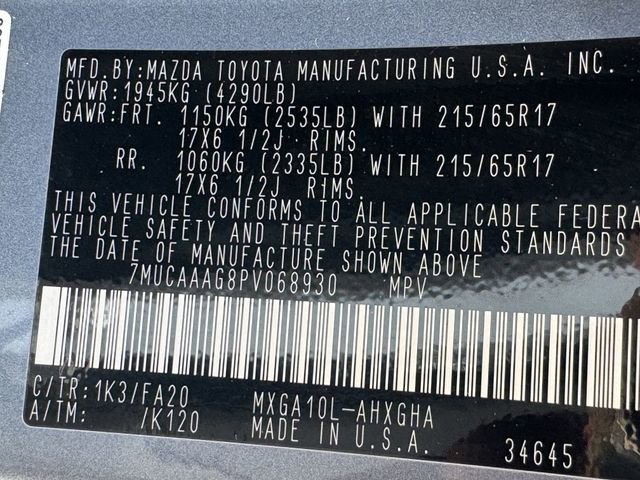 MFD.BY:MAZDA TOYOTA MANUFACTURING U.S.A. INC.
GVWR:1945KG (4290LB)
GAWR:FRT. 1150KG (2535LB) WITH 215/65R17
17X6 1/2J RIMS.
RR. 1060KG (2335LB) WITH 215/65R17
17X6 1/2J RIMS.
THIS VEHICLE CONFORMS TO ALL APPLICABLE FEDERA
VEHICLE SAFETY AND THEFT PREVENTION STANDARDS
THE DATE OF MANUFACTURE SHOWN ABOVE.
7MUCAAAG8PV068930 MPV
C/TR:1K3/FA20 MXGA10L-AHXGHA
A/TM: /K120 MADE IN U.S.A. 34645